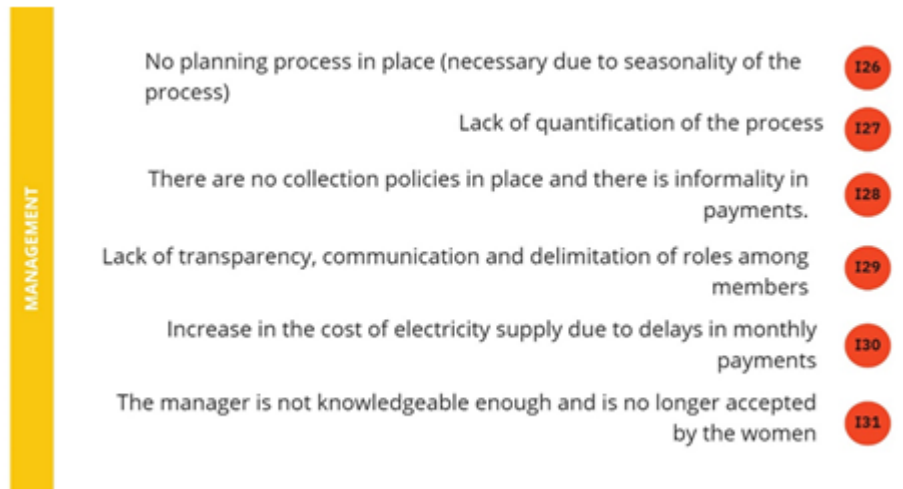 MANAGEMENT
No planning process in place (necessary due to seasonality of the
process)
I26
Lack of quantification of the process
I27
There are no collection policies in place and there is informality in
payments.
I28
Lack of transparency, communication and delimitation of roles among
members
I29
Increase in the cost of electricity supply due to delays in monthly
payments
I30
The manager is not knowledgeable enough and is no longer accepted
by the women
I31